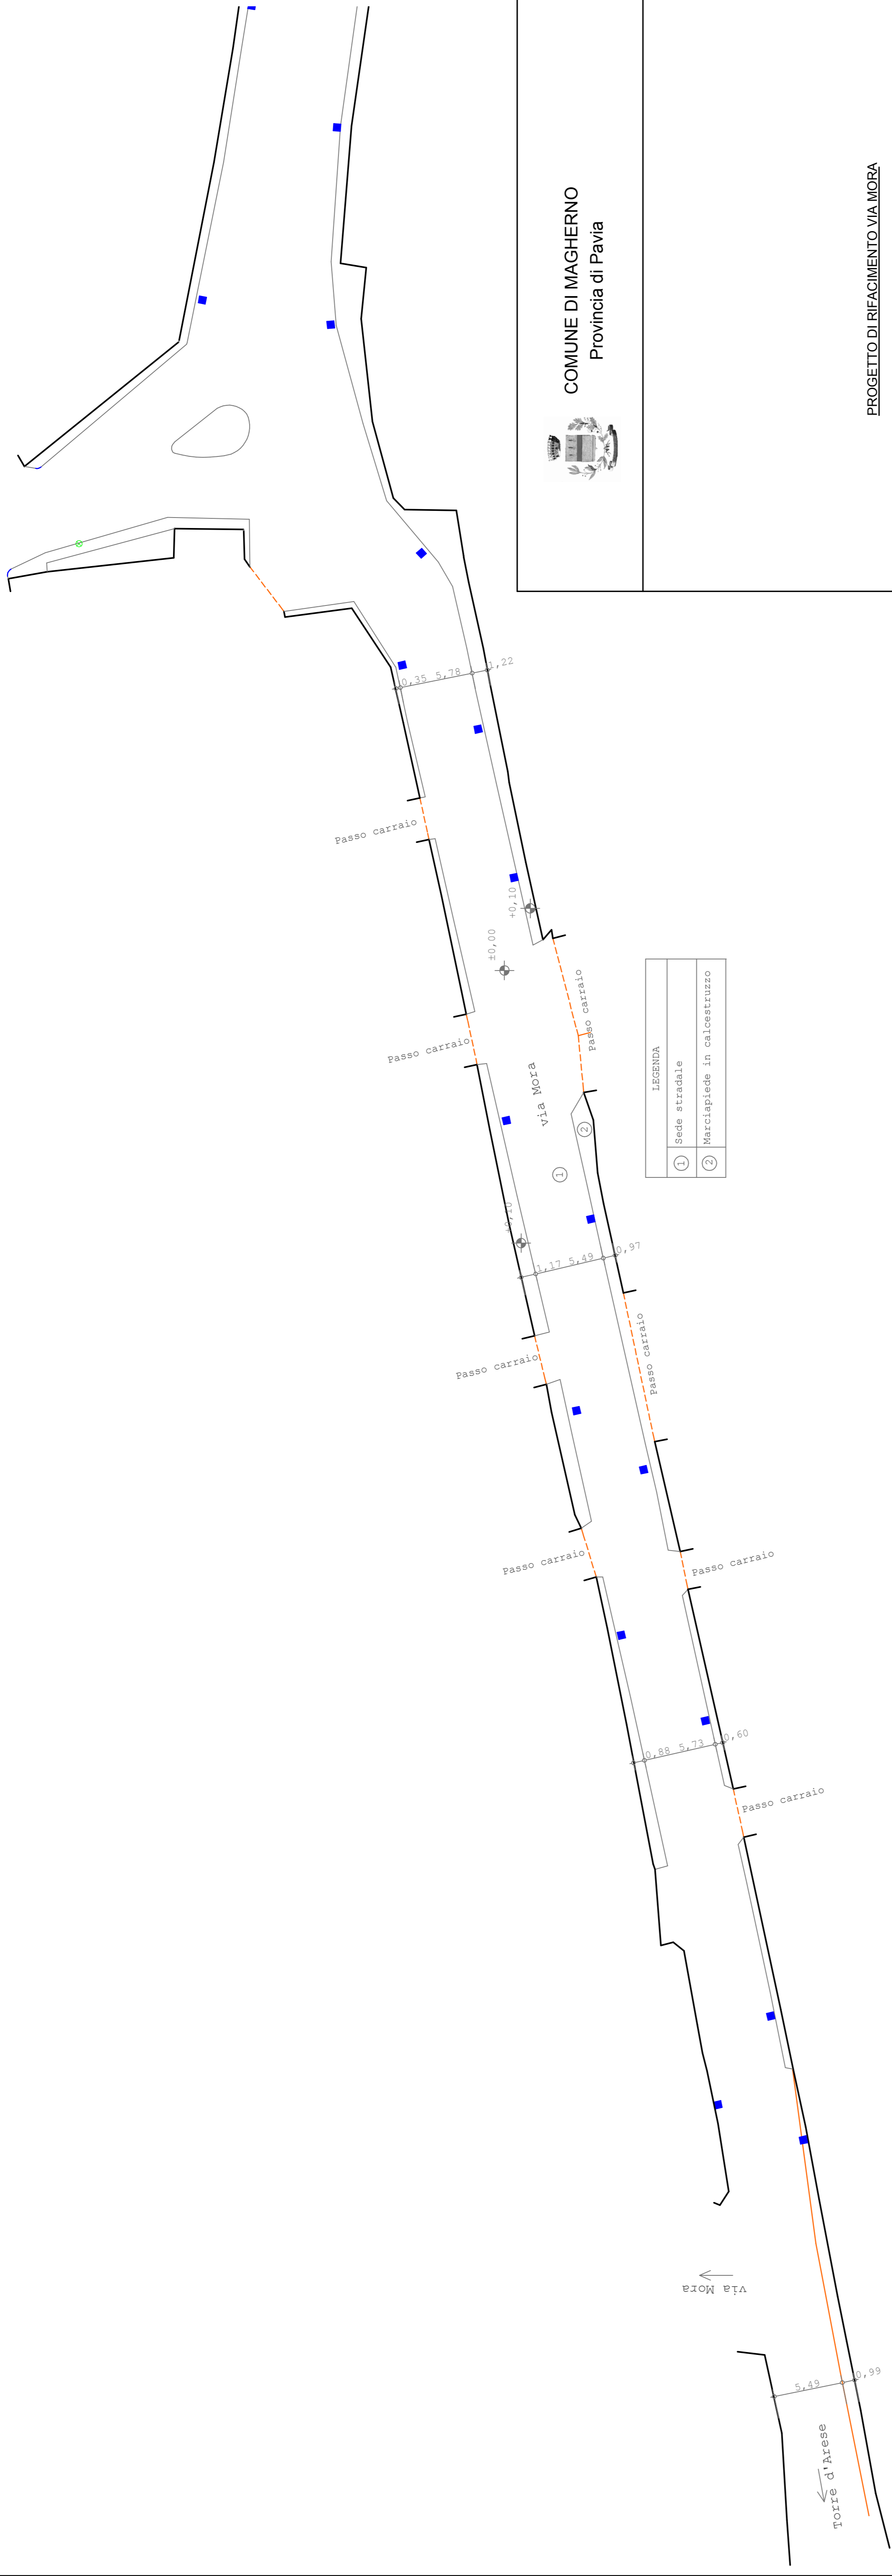 COMUNE DI MAGHERNO
Provincia di Pavia
PROGETTO DI RIFACIMENTO VIA MORA
0,35 5,78 1,22
Passo carraio
+0,10
±0,00
Passo carraio
Passo carraio
via Mora
LEGENDA
1 Sede stradale
2 Marciapiede in calcestruzzo
2
1
+0,10
1,17 5,49 0,97
Passo carraio
Passo carraio
Passo carraio
Passo carraio
0,88 5,73 0,60
Passo carraio
via Mora
5,49 0,99
Torre d'Arese